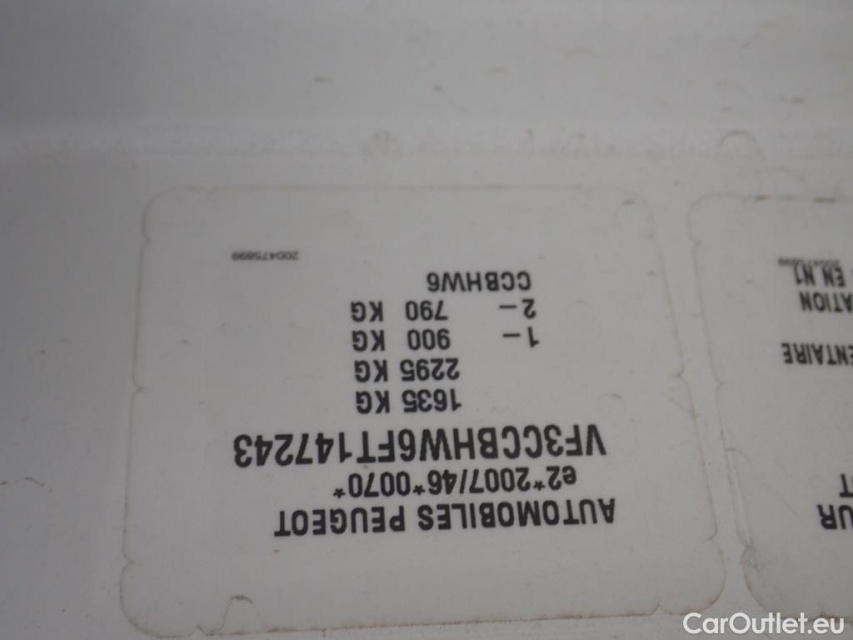 AUTOMOBILES PEUGEOT
e2*2007/46*0070*
VF3CCBHW6FT147243
1635 KG
2295 KG
1- 900 KG
2- 790 KG
CCBHW6
200475899
UR
T
ENTAIRE
ATION
EN N1
200475899
CarOutlet.eu